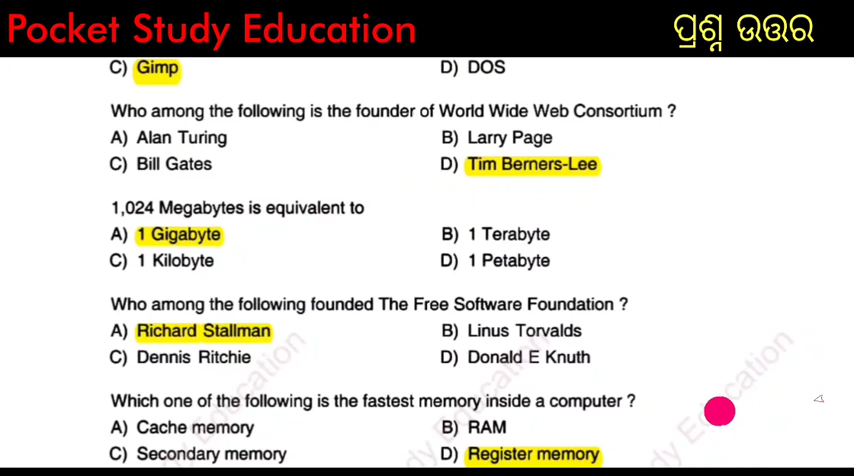 Pocket Study Education ପ୍ରଶ୍ନ ଉତ୍ତର
C) Gimp D) DOS
Who among the following is the founder of World Wide Web Consortium ?
A) Alan Turing B) Larry Page
C) Bill Gates D) Tim Berners-Lee
1,024 Megabytes is equivalent to
A) 1 Gigabyte B) 1 Terabyte
C) 1 Kilobyte D) 1 Petabyte
Who among the following founded The Free Software Foundation ?
A) Richard Stallman B) Linus Torvalds
C) Dennis Ritchie D) Donald E Knuth
Which one of the following is the fastest memory inside a computer ?
A) Cache memory B) RAM
C) Secondary memory D) Register memory